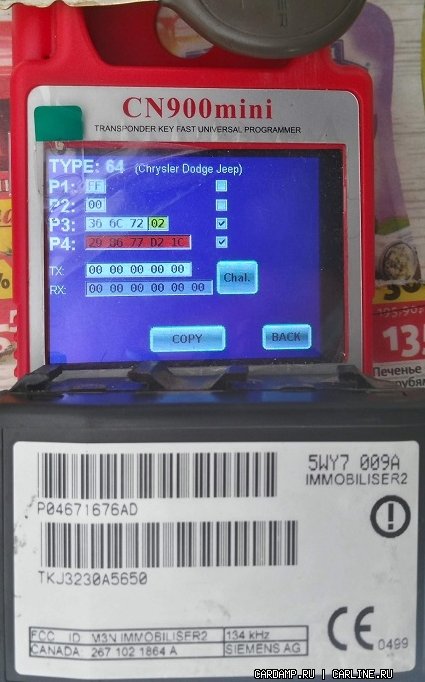 CN900mini
TRANSPONDER KEY FAST UNIVERSAL PROGRAMMER
TYPE: 64 (Chrysler Dodge Jeep)
P1: FF
P2: 00
P3: 36 6C 72 02
P4: 29 86 77 D2 1C
TX: 00 00 00 00 00
RX: 00 00 00 00 00 00
Chal.
COPY BACK
135
Печенье
5WY7 009A
IMMOBILISER2
P04671676AD
TKJ3230A5650
FCC ID M3N IMMOBILISER2 134 kHz
CANADA 267 102 1864 A SIEMENS AG
CE 0499
CARDAMP.RU | CARLINE.RU